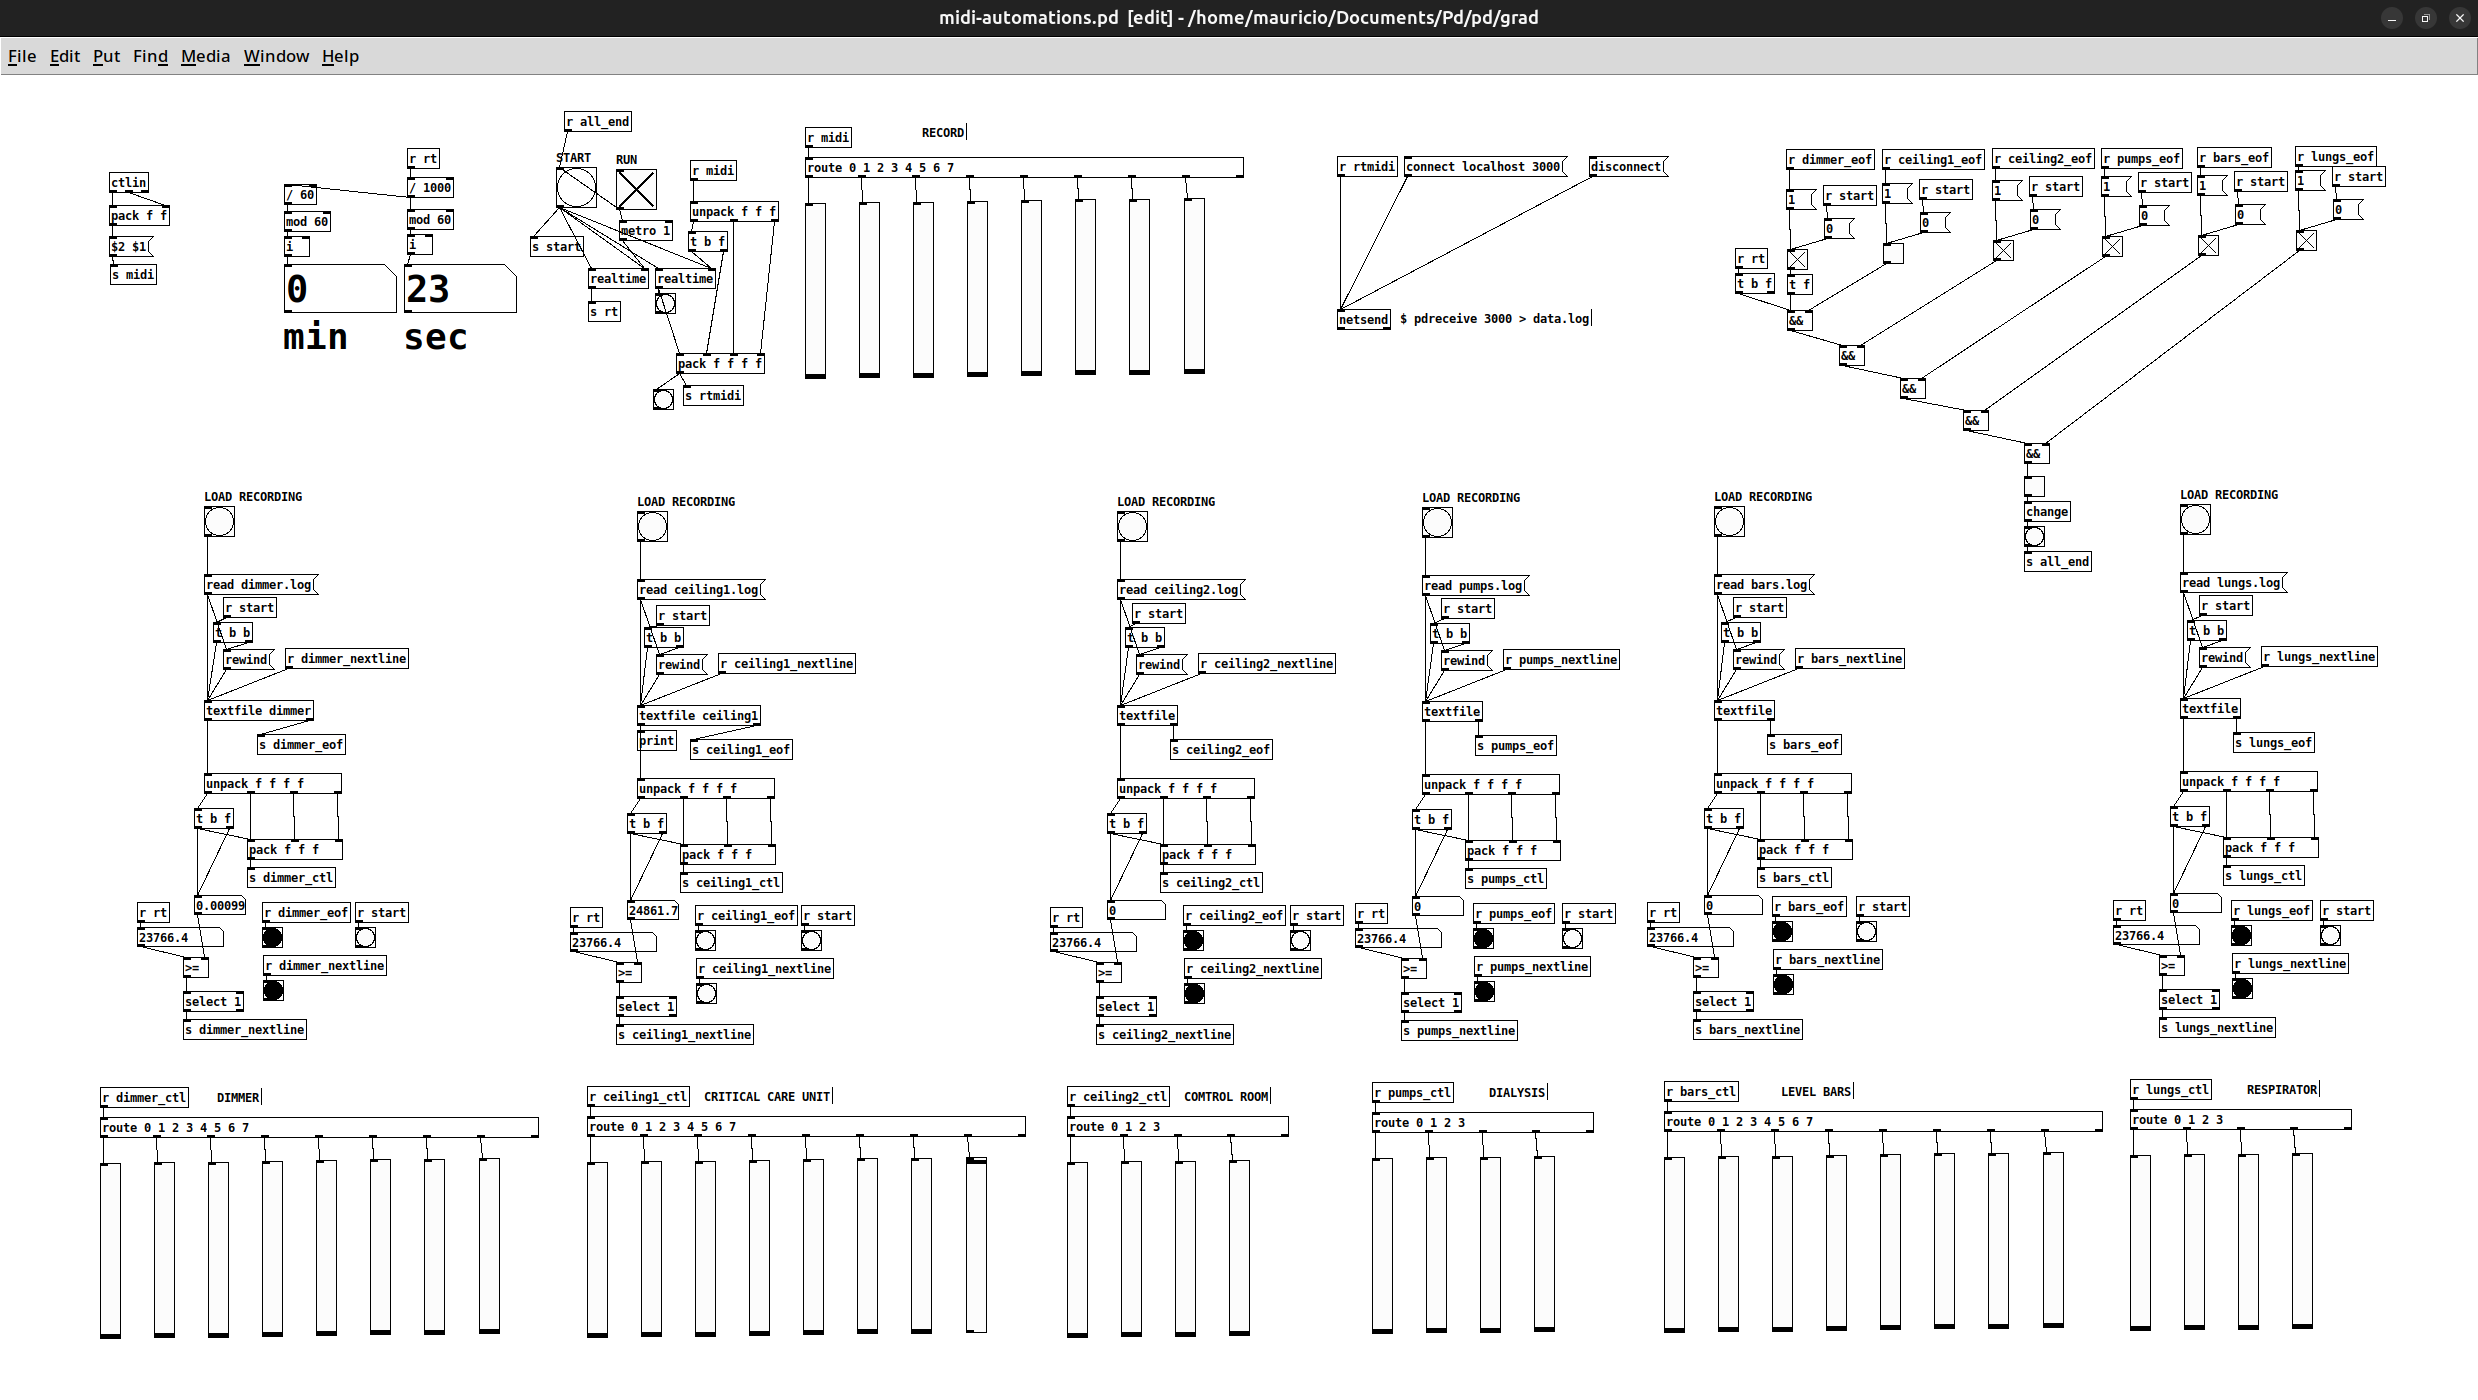 midi-automations.pd [edit] - /home/mauricio/Documents/Pd/pd/grad
File Edit Put Find Media Window Help
ctlin
pack f f
$2 $1
s midi
/ 60
mod 60
i
0
min
r rt
/ 1000
mod 60
i
23
sec
r all_end
START
RUN
s start
metro 1
realtime
realtime
s rt
r midi
unpack f f f
t b f
pack f f f f
s rtmidi
r midi
RECORD
route 0 1 2 3 4 5 6 7
r rtmidi
connect localhost 3000
disconnect
netsend
$ pdreceive 3000 > data.log
r dimmer_eof
1
r start
0
r ceiling1_eof
1
r start
0
r ceiling2_eof
1
r start
0
r pumps_eof
1
r start
0
r bars_eof
1
r start
0
r lungs_eof
1
r start
0
r rt
t b f
t f
&&
&&
&&
&&
&&
change
s all_end
LOAD RECORDING
read dimmer.log
r start
t b b
rewind
r dimmer_nextline
textfile dimmer
s dimmer_eof
unpack f f f f
t b f
pack f f f
s dimmer_ctl
0.00099
r rt
23766.4
>=
select 1
s dimmer_nextline
r dimmer_eof
r start
r dimmer_nextline
LOAD RECORDING
read ceiling1.log
r start
t b b
rewind
r ceiling1_nextline
textfile ceiling1
print
s ceiling1_eof
unpack f f f f
t b f
pack f f f
s ceiling1_ctl
24861.7
r rt
23766.4
>=
select 1
s ceiling1_nextline
r ceiling1_eof
r start
r ceiling1_nextline
LOAD RECORDING
read ceiling2.log
r start
t b b
rewind
r ceiling2_nextline
textfile
s ceiling2_eof
unpack f f f f
t b f
pack f f f
s ceiling2_ctl
0
r rt
23766.4
>=
select 1
s ceiling2_nextline
r ceiling2_eof
r start
r ceiling2_nextline
LOAD RECORDING
read pumps.log
r start
t b b
rewind
r pumps_nextline
textfile
s pumps_eof
unpack f f f f
t b f
pack f f f
s pumps_ctl
0
r rt
23766.4
>=
select 1
s pumps_nextline
r pumps_eof
r start
r pumps_nextline
LOAD RECORDING
read bars.log
r start
t b b
rewind
r bars_nextline
textfile
s bars_eof
unpack f f f f
t b f
pack f f f
s bars_ctl
0
r rt
23766.4
>=
select 1
s bars_nextline
r bars_eof
r start
r bars_nextline
LOAD RECORDING
read lungs.log
r start
t b b
rewind
r lungs_nextline
textfile
s lungs_eof
unpack f f f f
t b f
pack f f f
s lungs_ctl
0
r rt
23766.4
>=
select 1
s lungs_nextline
r lungs_eof
r start
r lungs_nextline
r dimmer_ctl
DIMMER
route 0 1 2 3 4 5 6 7
r ceiling1_ctl
CRITICAL CARE UNIT
route 0 1 2 3 4 5 6 7
r ceiling2_ctl
COMTROL ROOM
route 0 1 2 3
r pumps_ctl
DIALYSIS
route 0 1 2 3
r bars_ctl
LEVEL BARS
route 0 1 2 3 4 5 6 7
r lungs_ctl
RESPIRATOR
route 0 1 2 3